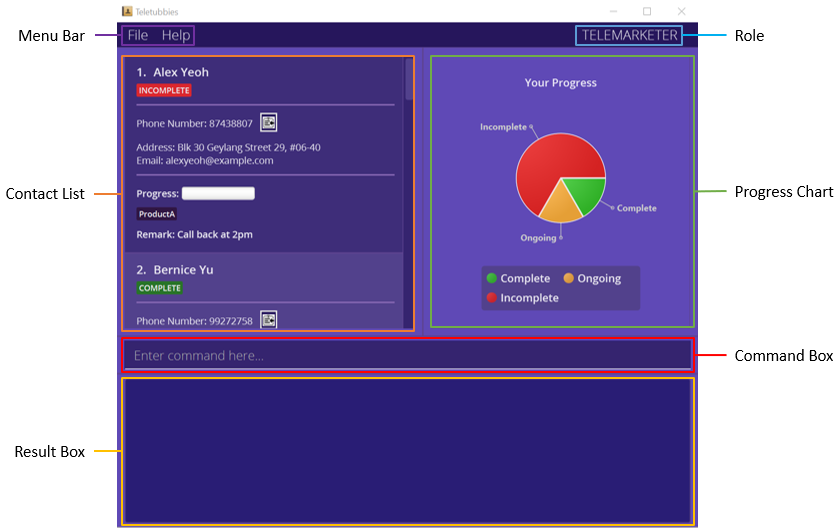 Teletubbies
Menu Bar
File Help
TELEMARKETER
Role
1. Alex Yeoh
INCOMPLETE
Phone Number: 87438807
Address: Blk 30 Geylang Street 29, #06-40
Email: alexyeoh@example.com
Contact List
Progress:
ProductA
Remark: Call back at 2pm
2. Bernice Yu
COMPLETE
Phone Number: 99272758
Your Progress
Incomplete
Complete
Ongoing
Complete Ongoing
Incomplete
Progress Chart
Enter command here...
Command Box
Result Box